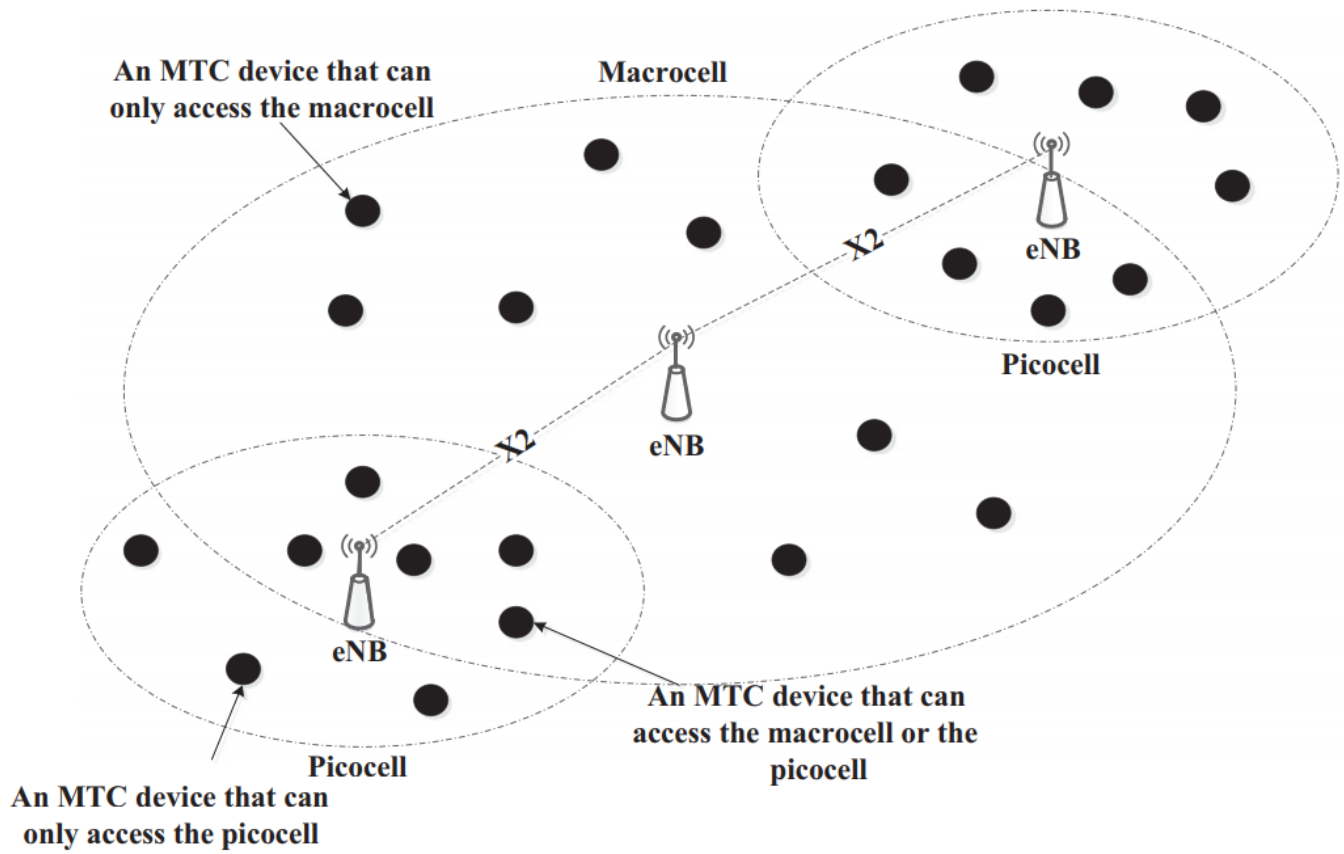 An MTC device that can
only access the macrocell
Macrocell
X2
eNB
Picocell
eNB
X2
eNB
Picocell
An MTC device that can
access the macrocell or the
picocell
An MTC device that can
only access the picocell